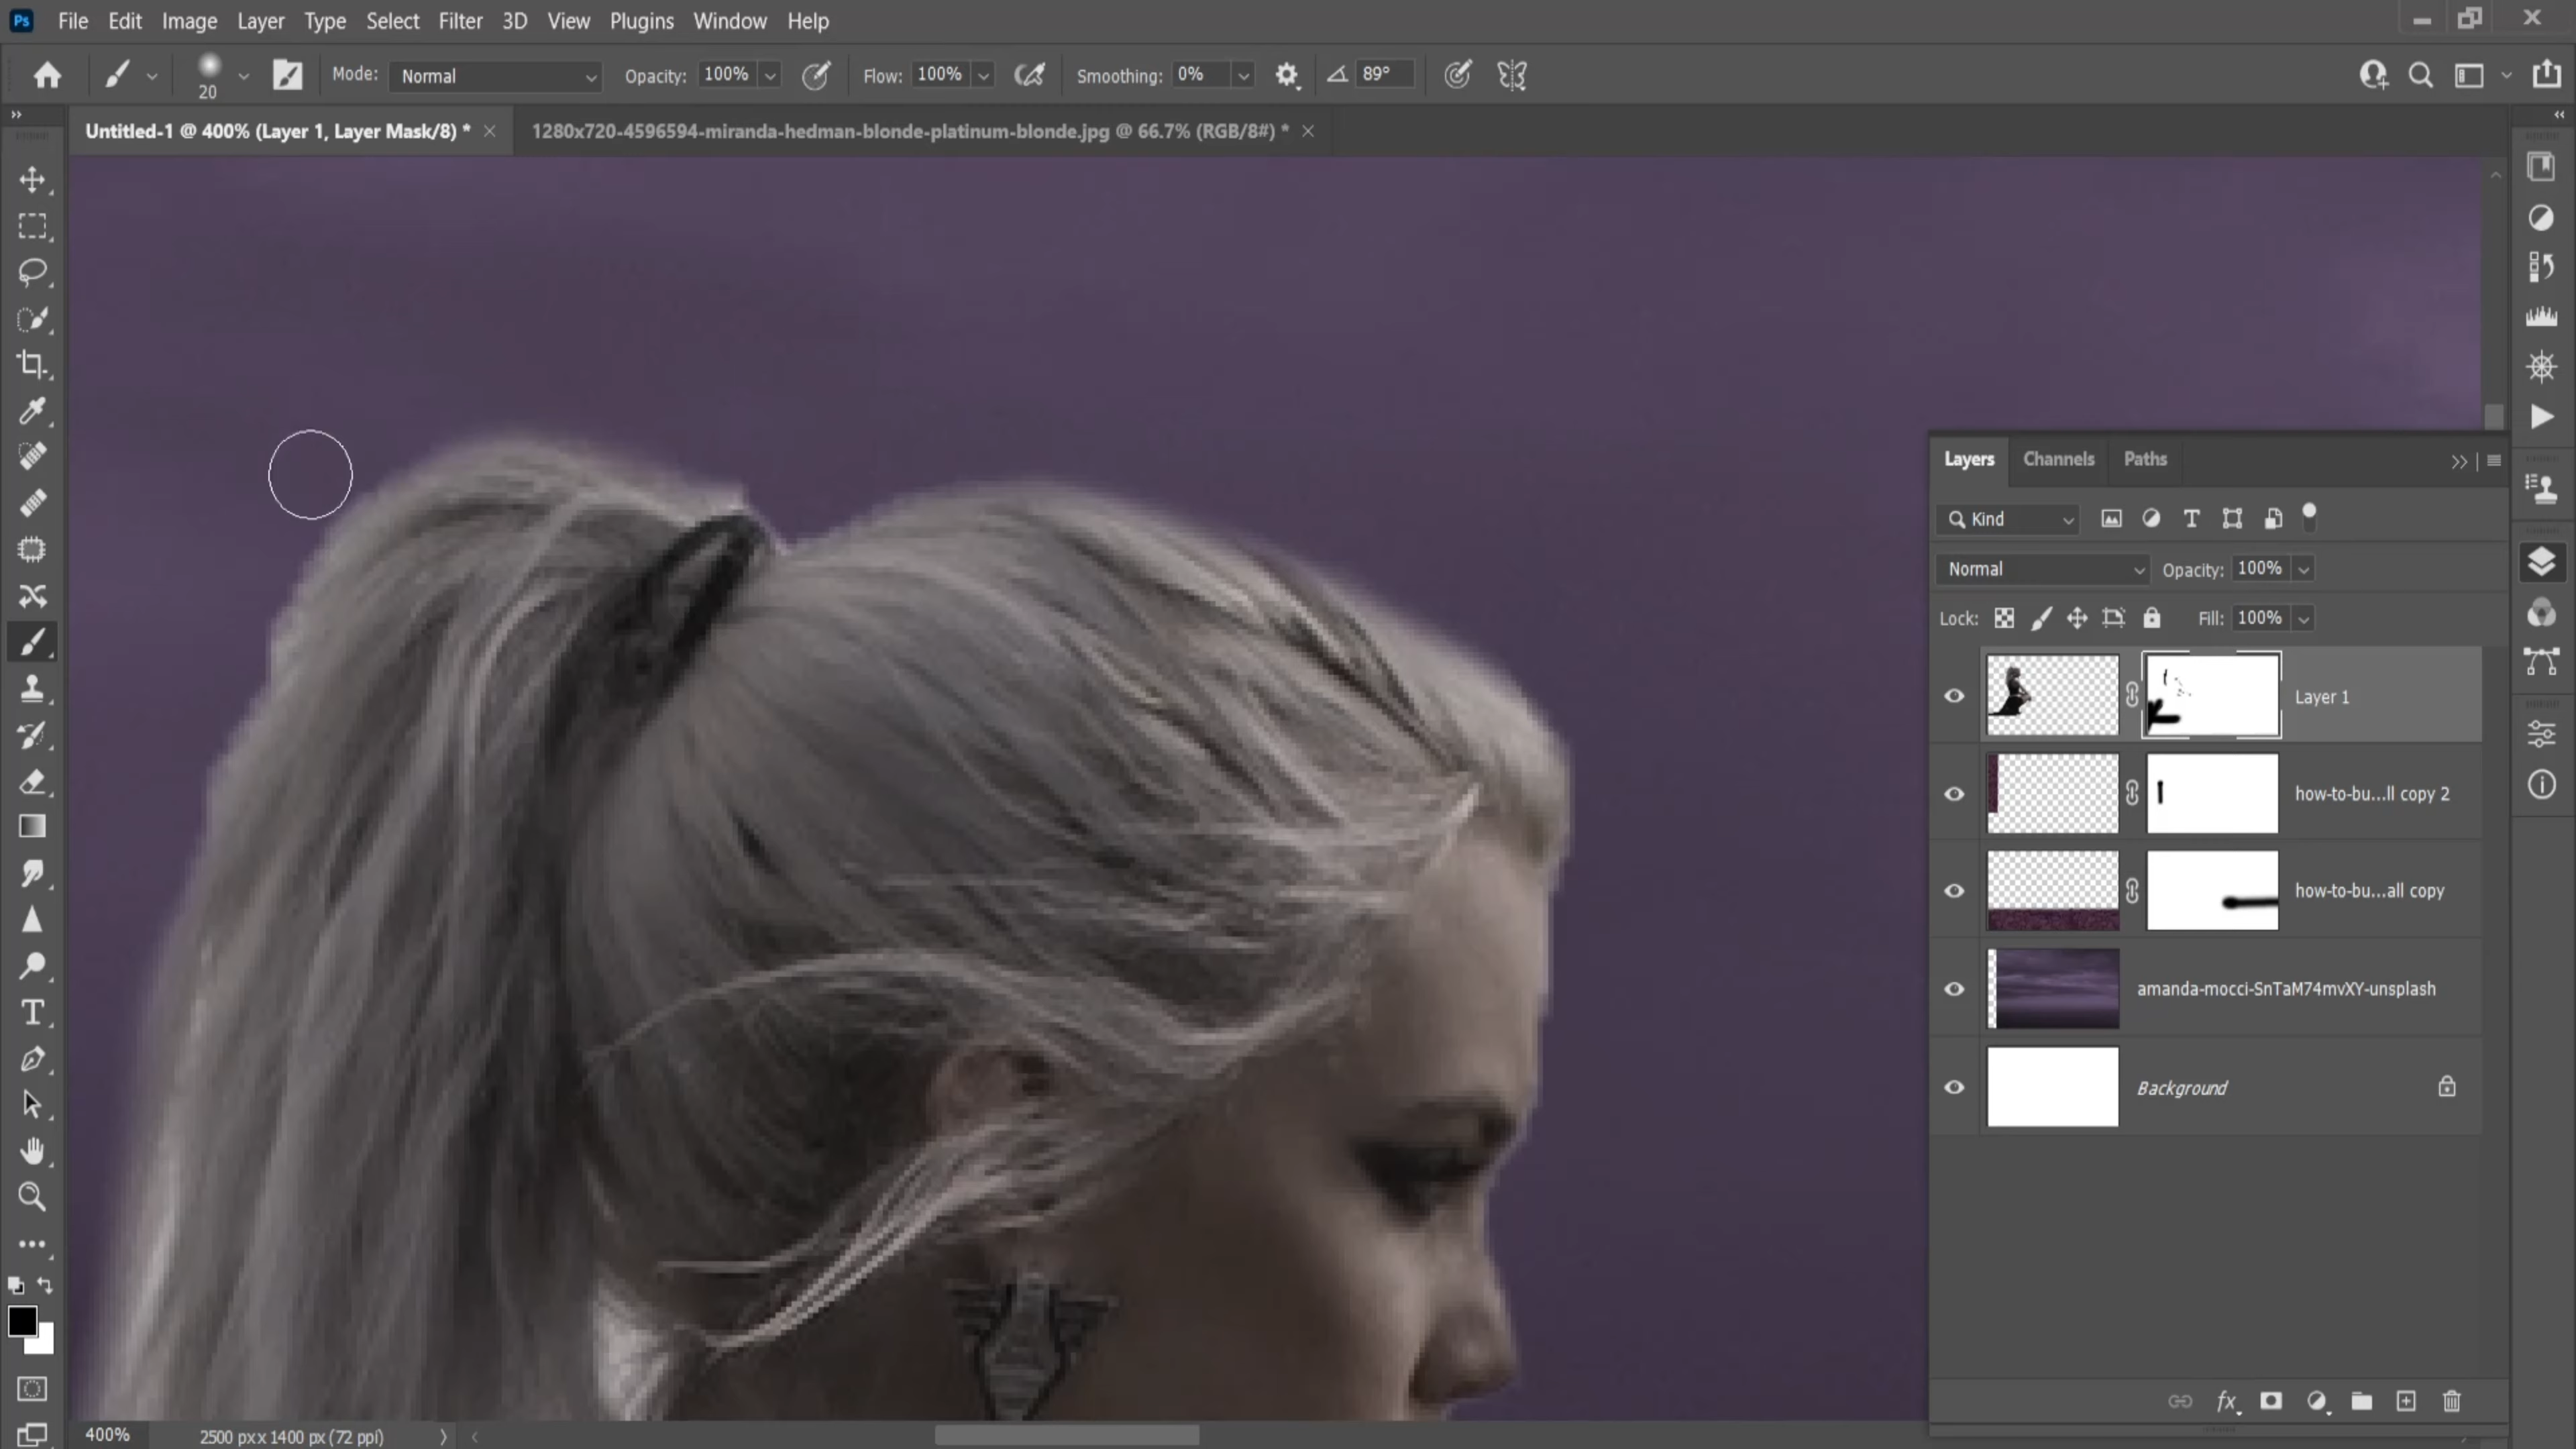 Ps File Edit Image Layer Type Select Filter 3D View Plugins Window Help
20 Mode: Normal Opacity: 100% Flow: 100% Smoothing: 0% 89°
Untitled-1 @ 400% (Layer 1, Layer Mask/8) * × 1280x720-4596594-miranda-hedman-blonde-platinum-blonde.jpg @ 66.7% (RGB/8#) * ×
Layers Channels Paths
Kind
Normal Opacity: 100%
Lock: Fill: 100%
Layer 1
how-to-bu...ll copy 2
how-to-bu...all copy
amanda-mocci-SnTaM74mvXY-unsplash
Background
fx
400% 2500 px x 1400 px (72 ppi)